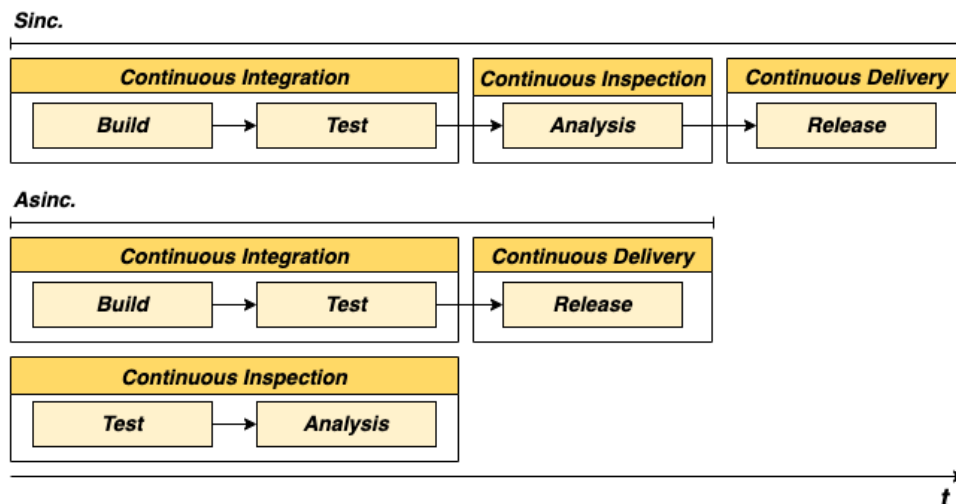 Sinc.
Continuous Integration
Continuous Inspection
Continuous Delivery
Build
Test
Analysis
Release
Asinc.
Continuous Integration
Continuous Delivery
Build
Test
Release
Continuous Inspection
Test
Analysis
t